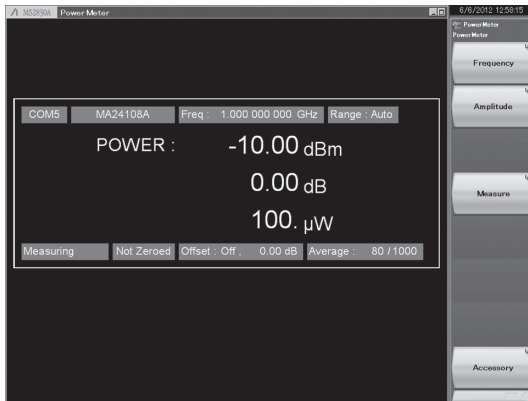 MS2830A Power Meter
6/6/2012 12:58:15
Power Meter
Power Meter
Frequency
Amplitude
Measure
Accessory
COM5 MA24108A Freq : 1.000 000 000 GHz Range : Auto
POWER : -10.00 dBm
0.00 dB
100. µW
Measuring Not Zeroed Offset : Off , 0.00 dB Average : 80 / 1000